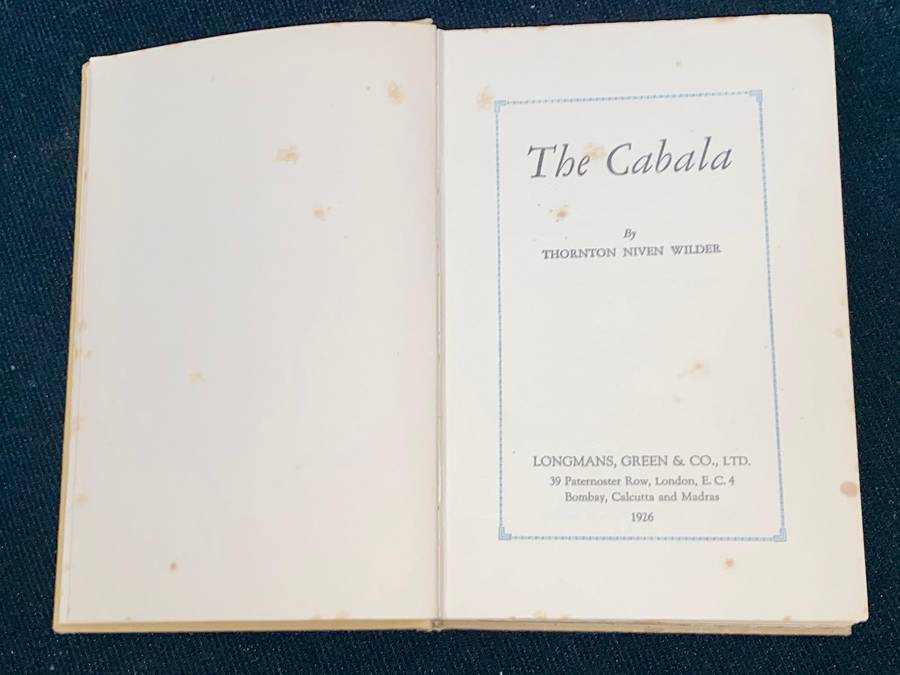 The Cabala
By
THORNTON NIVEN WILDER
LONGMANS, GREEN & CO., LTD.
39 Paternoster Row, London, E. C. 4
Bombay, Calcutta and Madras
1926